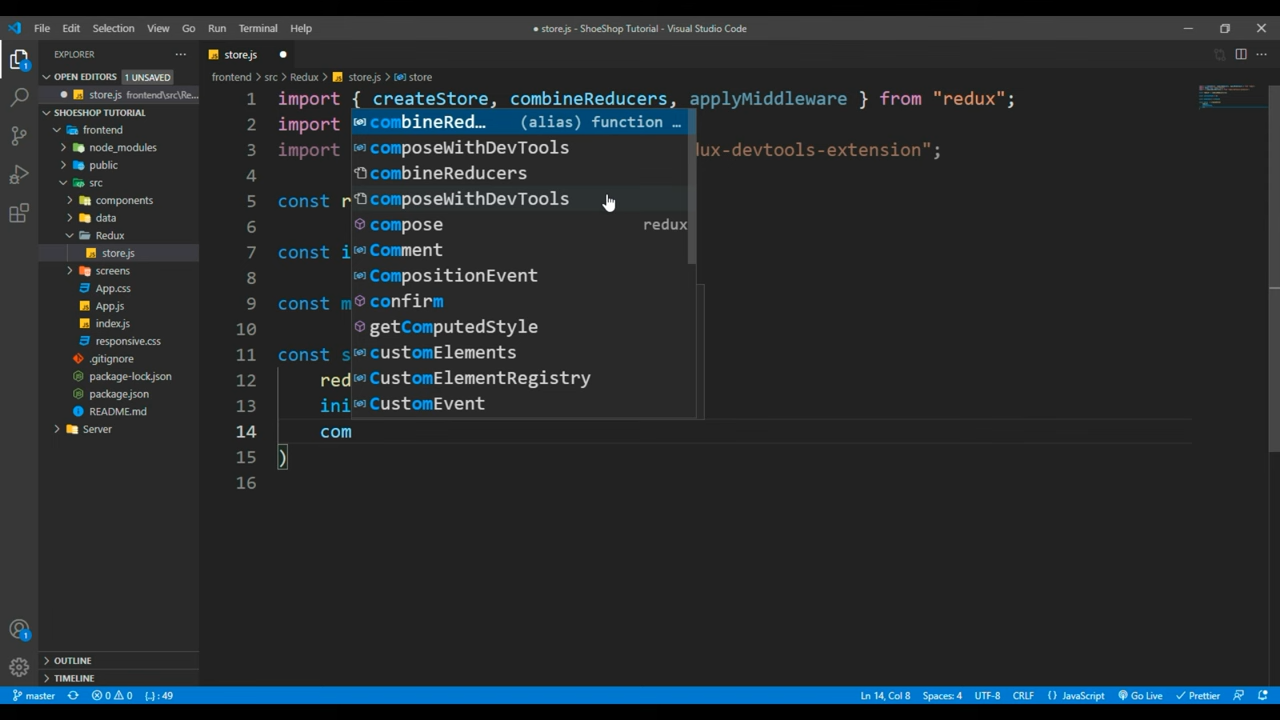 File Edit Selection View Go Run Terminal Help
● store.js - ShoeShop Tutorial - Visual Studio Code
EXPLORER
OPEN EDITORS 1 UNSAVED
store.js frontend\src\Re...
SHOESHOP TUTORIAL
frontend
node_modules
public
src
components
data
Redux
store.js
screens
App.css
App.js
index.js
responsive.css
.gitignore
package-lock.json
package.json
README.md
Server
OUTLINE
TIMELINE
store.js
frontend > src > Redux > store.js > store
1 import { createStore, combineReducers, applyMiddleware } from "redux";
2 import
3 import ux-devtools-extension";
4
5 const r
6
7 const i
8
9 const m
10
11 const s
12 red
13 ini
14 com
15 )
16
combineRed... (alias) function ...
composeWithDevTools
combineReducers
composeWithDevTools
compose redux
Comment
CompositionEvent
confirm
getComputedStyle
customElements
CustomElementRegistry
CustomEvent
1
1
master 0 0 {..} : 49
Ln 14, Col 8 Spaces: 4 UTF-8 CRLF {} JavaScript Go Live Prettier